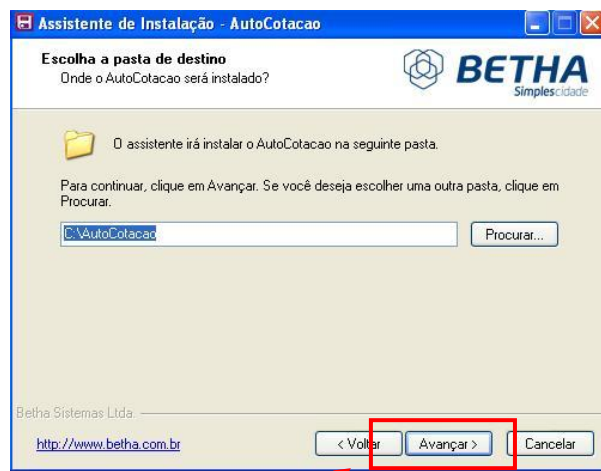 Assistente de Instalação - AutoCotacao
Escolha a pasta de destino
Onde o AutoCotacao será instalado?
BETHA
Simplescidade
O assistente irá instalar o AutoCotacao na seguinte pasta.
Para continuar, clique em Avançar. Se você deseja escolher uma outra pasta, clique em
Procurar.
C:\AutoCotacao
Procurar...
Betha Sistemas Ltda.
http://www.betha.com.br
< Voltar
Avançar >
Cancelar